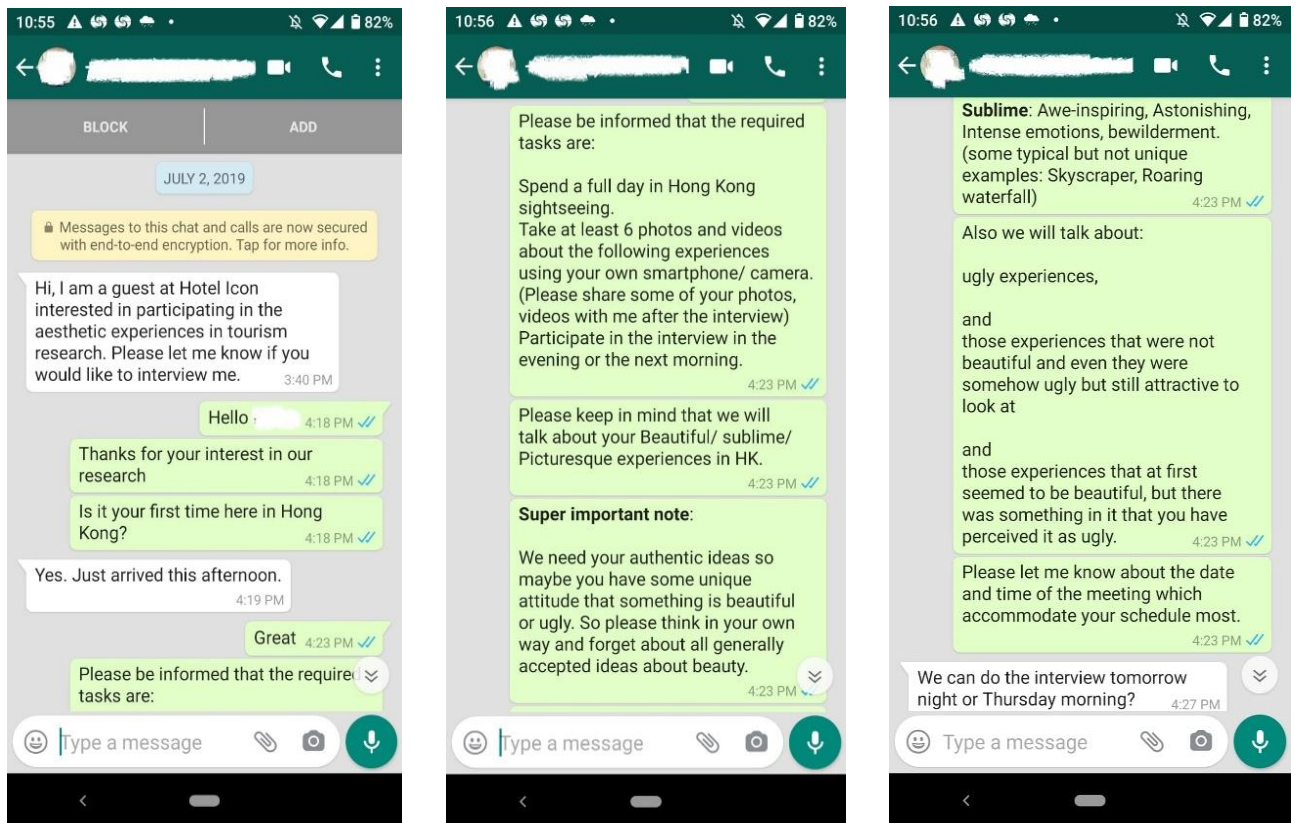 10:55
82%
BLOCK
ADD
JULY 2, 2019
Messages to this chat and calls are now secured
with end-to-end encryption. Tap for more info.
Hi, I am a guest at Hotel Icon
interested in participating in the
aesthetic experiences in tourism
research. Please let me know if you
would like to interview me.
3:40 PM
Hello
4:18 PM
Thanks for your interest in our
research
4:18 PM
Is it your first time here in Hong
Kong?
4:18 PM
Yes. Just arrived this afternoon.
4:19 PM
Great
4:23 PM
Please be informed that the required
tasks are:
Type a message
10:56
82%
Please be informed that the required
tasks are:
Spend a full day in Hong Kong
sightseeing.
Take at least 6 photos and videos
about the following experiences
using your own smartphone/ camera.
(Please share some of your photos,
videos with me after the interview)
Participate in the interview in the
evening or the next morning.
4:23 PM
Please keep in mind that we will
talk about your Beautiful/ sublime/
Picturesque experiences in HK.
4:23 PM
Super important note:
We need your authentic ideas so
maybe you have some unique
attitude that something is beautiful
or ugly. So please think in your own
way and forget about all generally
accepted ideas about beauty.
4:23 PM
Type a message
10:56
82%
Sublime: Awe-inspiring, Astonishing,
Intense emotions, bewilderment.
(some typical but not unique
examples: Skyscraper, Roaring
waterfall)
4:23 PM
Also we will talk about:
ugly experiences,
and
those experiences that were not
beautiful and even they were
somehow ugly but still attractive to
look at
and
those experiences that at first
seemed to be beautiful, but there
was something in it that you have
perceived it as ugly.
4:23 PM
Please let me know about the date
and time of the meeting which
accommodate your schedule most.
4:23 PM
We can do the interview tomorrow
night or Thursday morning?
4:27 PM
Type a message